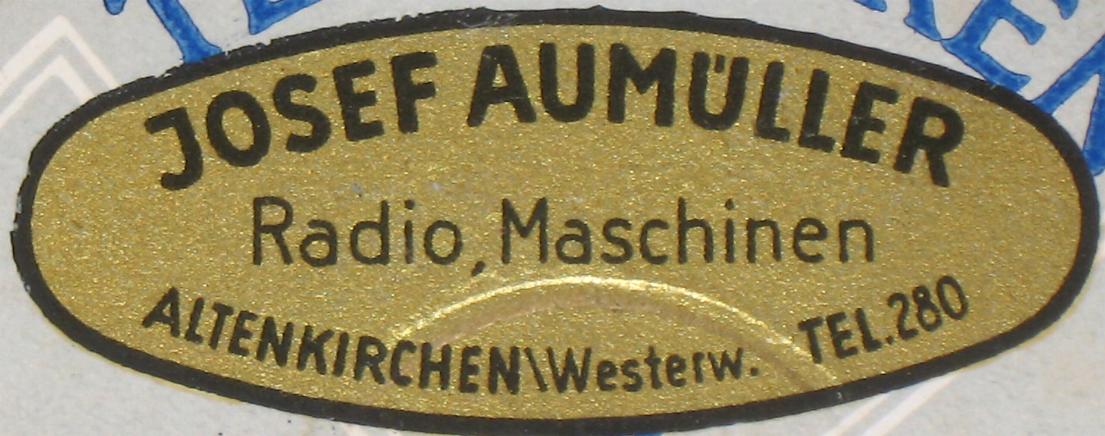 JOSEF AUMÜLLER
Radio, Maschinen
ALTENKIRCHEN\Westerw. TEL.280